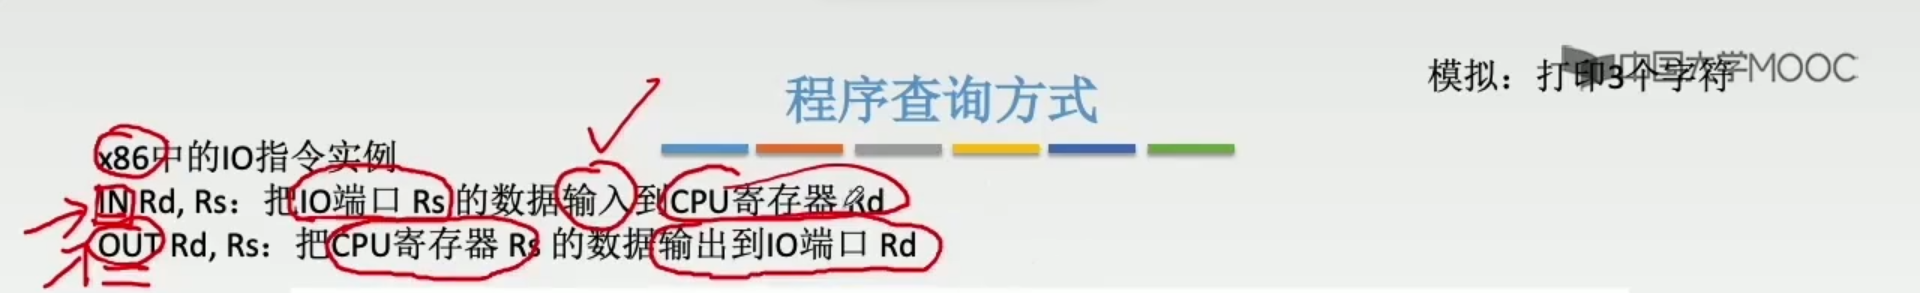 模拟：打印3个字符
中国大学MOOC
程序查询方式
x86中的IO指令实例
IN Rd, Rs：把IO端口 Rs 的数据输入到CPU寄存器 Rd
OUT Rd, Rs：把CPU寄存器 Rs 的数据输出到IO端口 Rd